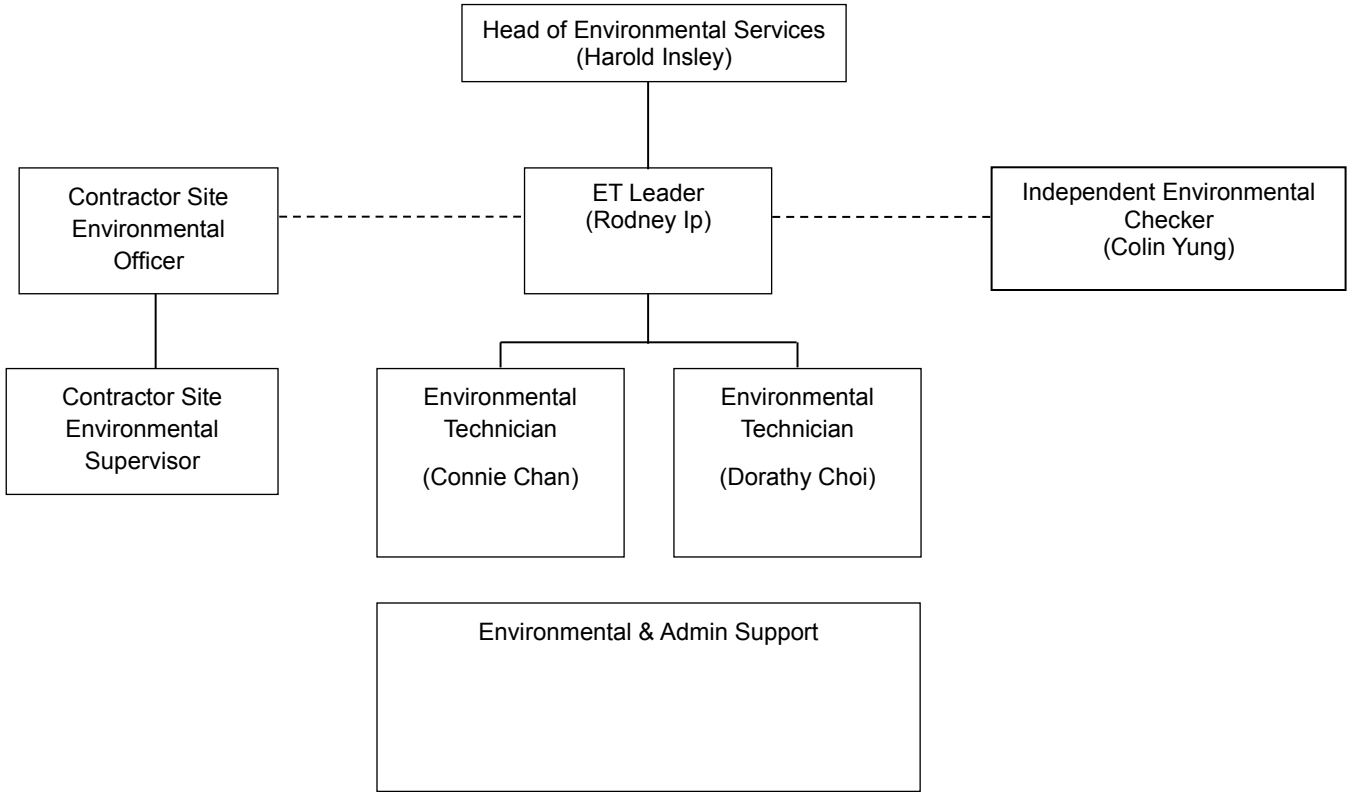 Head of Environmental Services
(Harold Insley)
Contractor Site
Environmental
Officer
ET Leader
(Rodney Ip)
Independent Environmental
Checker
(Colin Yung)
Contractor Site
Environmental
Supervisor
Environmental
Technician
(Connie Chan)
Environmental
Technician
(Dorathy Choi)
Environmental & Admin Support